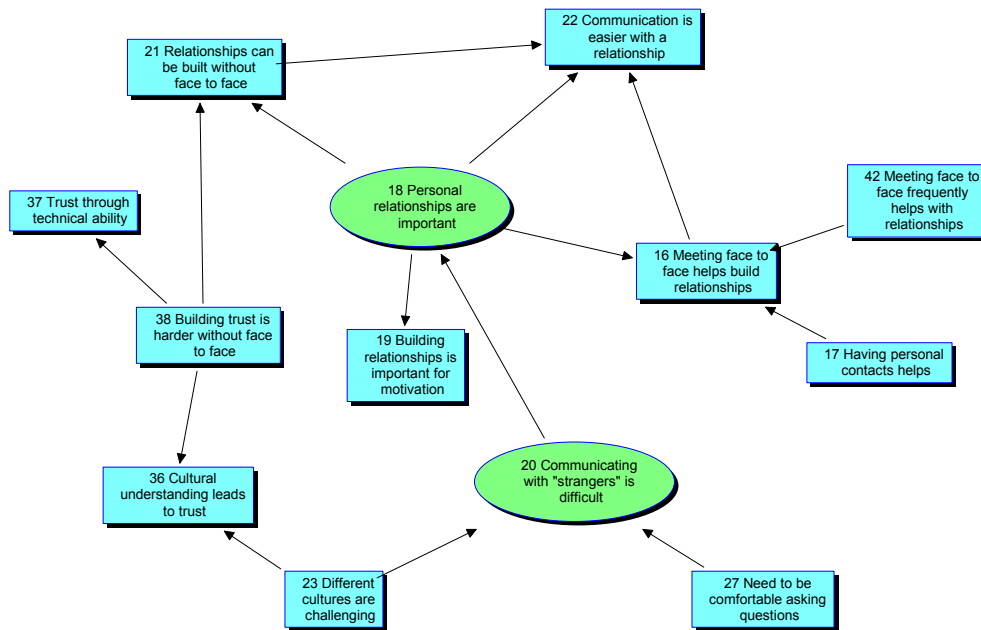 22 Communication is
easier with a
relationship
21 Relationships can
be built without
face to face
18 Personal
relationships are
important
42 Meeting face to
face frequently
helps with
relationships
37 Trust through
technical ability
16 Meeting face to
face helps build
relationships
38 Building trust is
harder without face
to face
19 Building
relationships is
important for
motivation
17 Having personal
contacts helps
20 Communicating
with "strangers" is
difficult
36 Cultural
understanding leads
to trust
23 Different
cultures are
challenging
27 Need to be
comfortable asking
questions